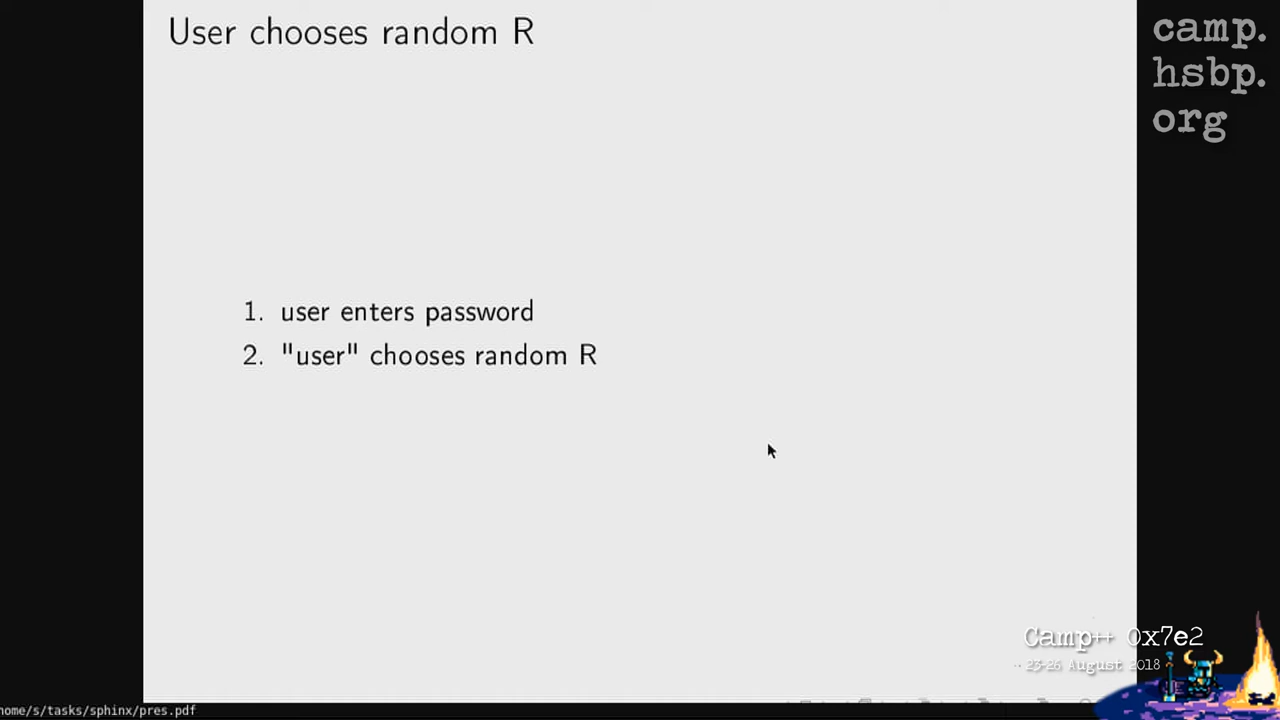 User chooses random R
camp.
hsbp.
org
1. user enters password
2. "user" chooses random R
Camp++ 0x7e2
23-26 August 2018
home/s/tasks/sphinx/pres.pdf